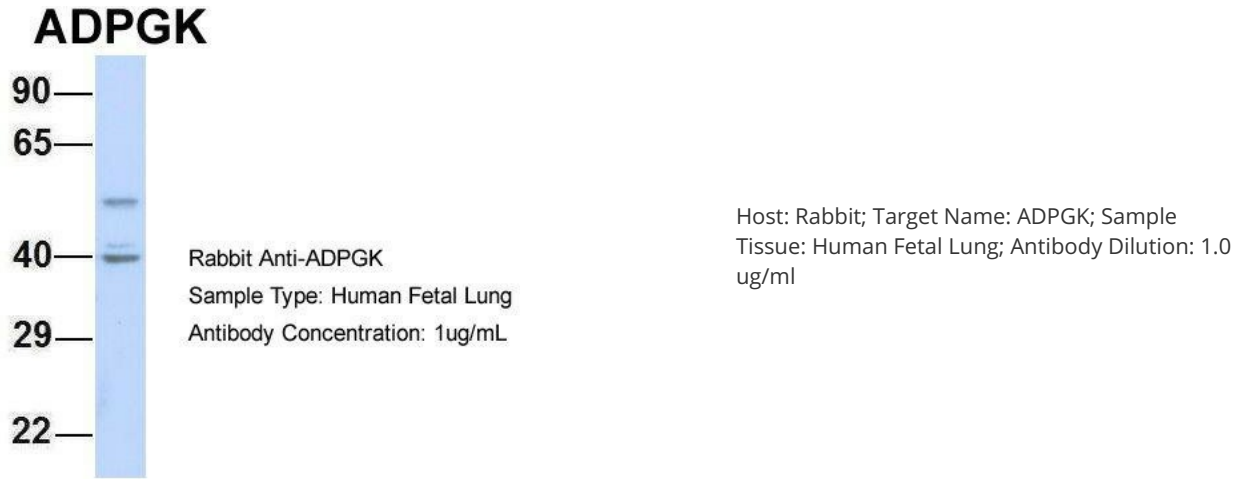 ADPGK
90
65
40
29
22
Rabbit Anti-ADPGK
Sample Type: Human Fetal Lung
Antibody Concentration: 1ug/mL
Host: Rabbit; Target Name: ADPGK; Sample
Tissue: Human Fetal Lung; Antibody Dilution: 1.0
ug/ml